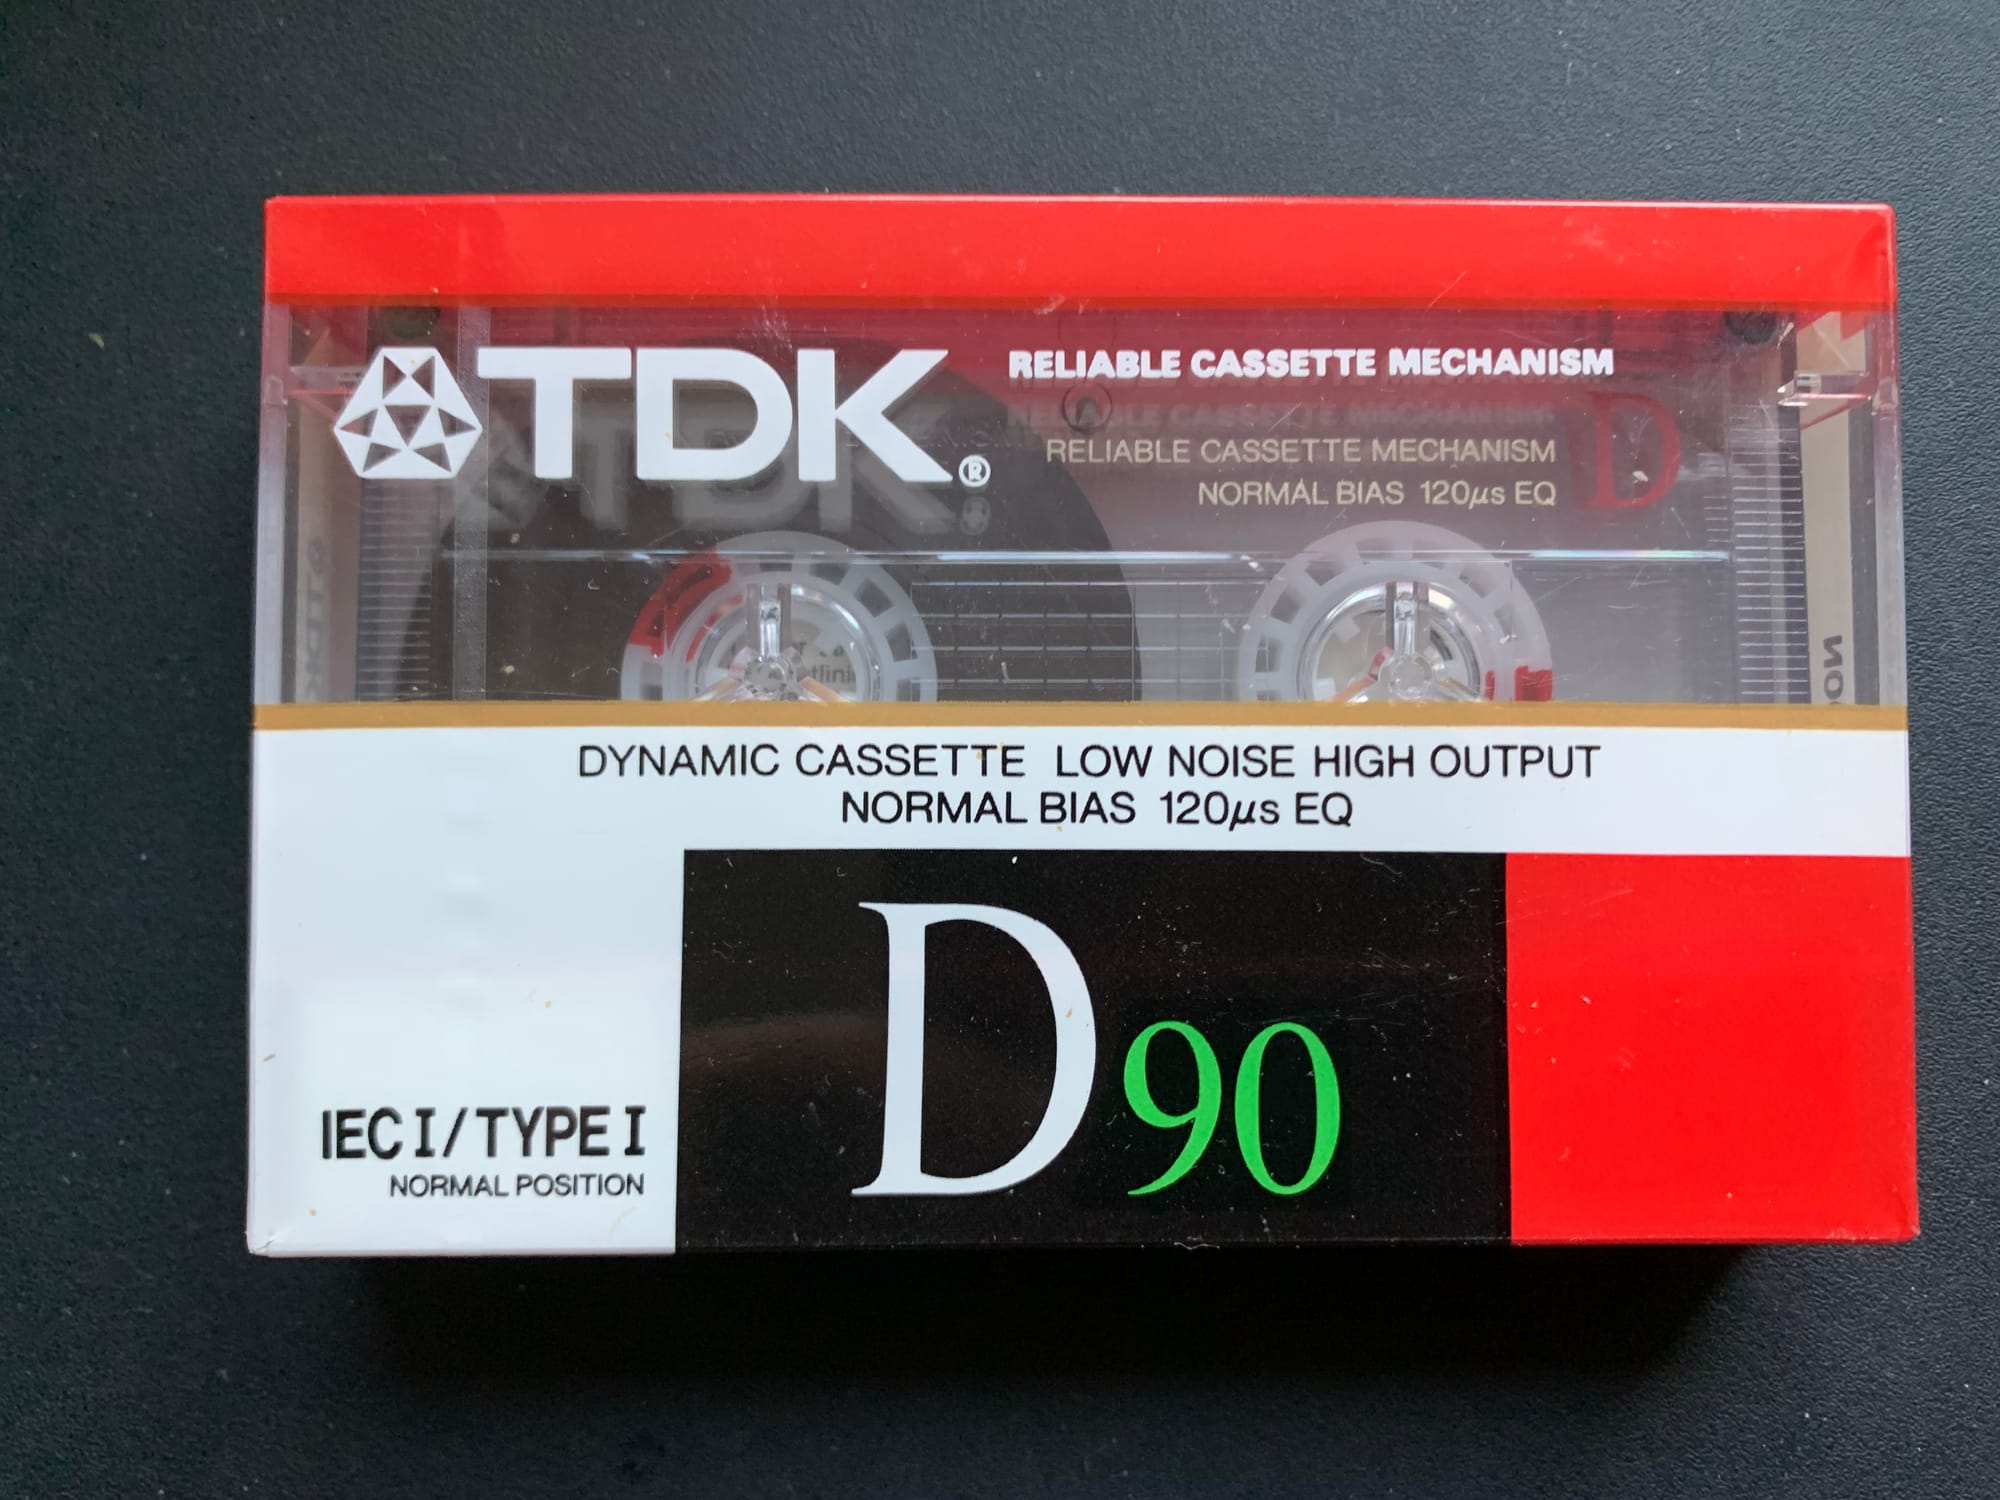 TDK®
RELIABLE CASSETTE MECHANISM
RELIABLE CASSETTE MECHANISM
NORMAL BIAS 120µs EQ
D
DYNAMIC CASSETTE LOW NOISE HIGH OUTPUT
NORMAL BIAS 120µs EQ
D90
IEC I/TYPE I
NORMAL POSITION